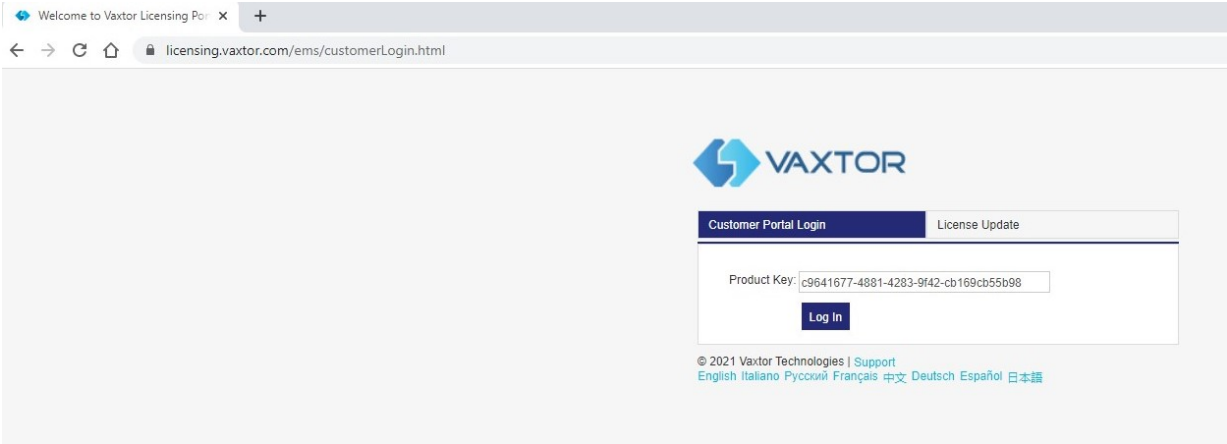 Welcome to Vaxtor Licensing Por
licensing.vaxtor.com/ems/customerLogin.html
VAXTOR
Customer Portal Login License Update
Product Key: c9641677-4881-4283-9f42-cb169cb55b98
Log In
© 2021 Vaxtor Technologies | Support
English Italiano Русский Français 中文 Deutsch Español 日本語